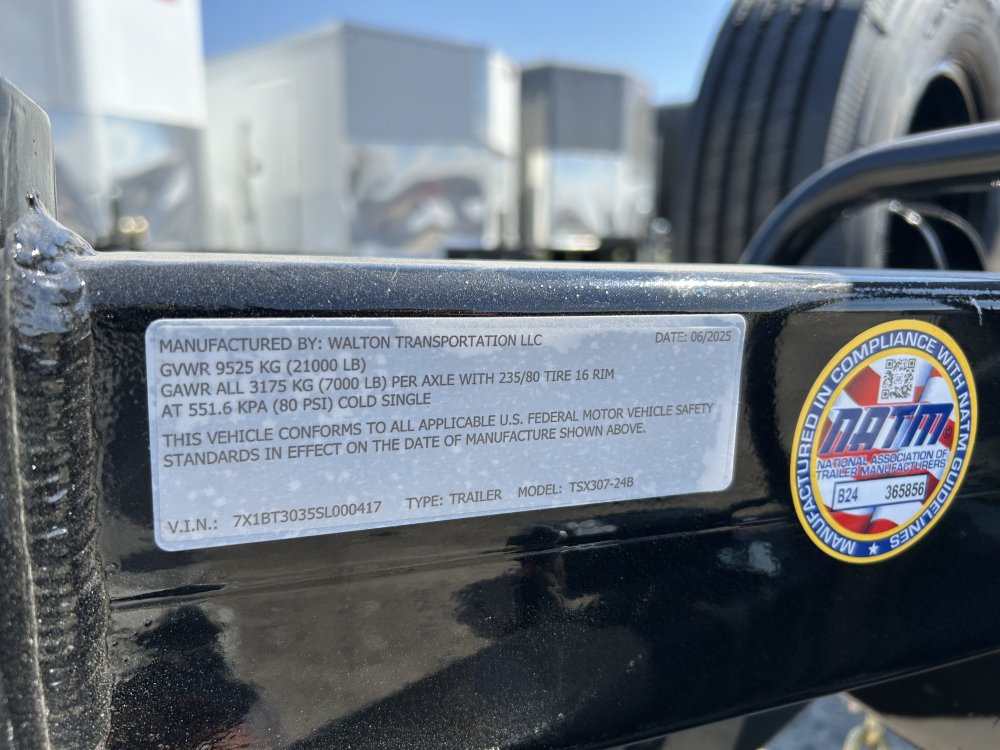 MANUFACTURED BY: WALTON TRANSPORTATION LLC DATE: 06/2025
GVWR 9525 KG (21000 LB)
GAWR ALL 3175 KG (7000 LB) PER AXLE WITH 235/80 TIRE 16 RIM
AT 551.6 KPA (80 PSI) COLD SINGLE
THIS VEHICLE CONFORMS TO ALL APPLICABLE U.S. FEDERAL MOTOR VEHICLE SAFETY
STANDARDS IN EFFECT ON THE DATE OF MANUFACTURE SHOWN ABOVE.
V.I.N.: 7X1BT3035SL000417 TYPE: TRAILER MODEL: TSX307-24B
MANUFACTURED IN COMPLIANCE WITH NATM GUIDELINES
NATM®
NATIONAL ASSOCIATION OF
TRAILER MANUFACTURERS
B24 365856